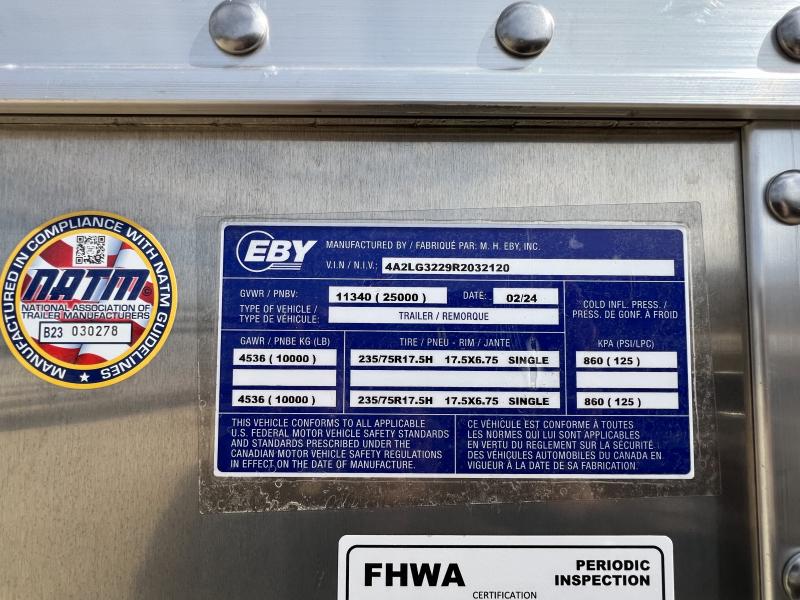 MANUFACTURED IN COMPLIANCE WITH NATM GUIDELINES
NATM®
NATIONAL ASSOCIATION OF
TRAILER MANUFACTURERS
B23 030278
EBY
MANUFACTURED BY / FABRIQUÉ PAR: M. H. EBY, INC.
V.I.N / N.I.V.: 4A2LG3229R2032120
GVWR / PNBV: 11340 ( 25000 ) DATE: 02/24
TYPE OF VEHICLE /
TYPE DE VÉHICULE: TRAILER / REMORQUE
COLD INFL. PRESS. /
PRESS. DE GONF. À FROID
GAWR / PNBE KG (LB) TIRE / PNEU - RIM / JANTE KPA (PSI/LPC)
4536 ( 10000 ) 235/75R17.5H 17.5X6.75 SINGLE 860 ( 125 )
4536 ( 10000 ) 235/75R17.5H 17.5X6.75 SINGLE 860 ( 125 )
THIS VEHICLE CONFORMS TO ALL APPLICABLE
U.S. FEDERAL MOTOR VEHICLE SAFETY STANDARDS
AND STANDARDS PRESCRIBED UNDER THE
CANADIAN MOTOR VEHICLE SAFETY REGULATIONS
IN EFFECT ON THE DATE OF MANUFACTURE.
CE VÉHICULE EST CONFORME À TOUTES
LES NORMES QUI LUI SONT APPLICABLES
EN VERTU DU REGLEMENT SUR LA SÉCURITÉ
DES VÉHICULES AUTOMOBILES DU CANADA EN
VIGUEUR À LA DATE DE SA FABRICATION.
FHWA
CERTIFICATION
PERIODIC
INSPECTION